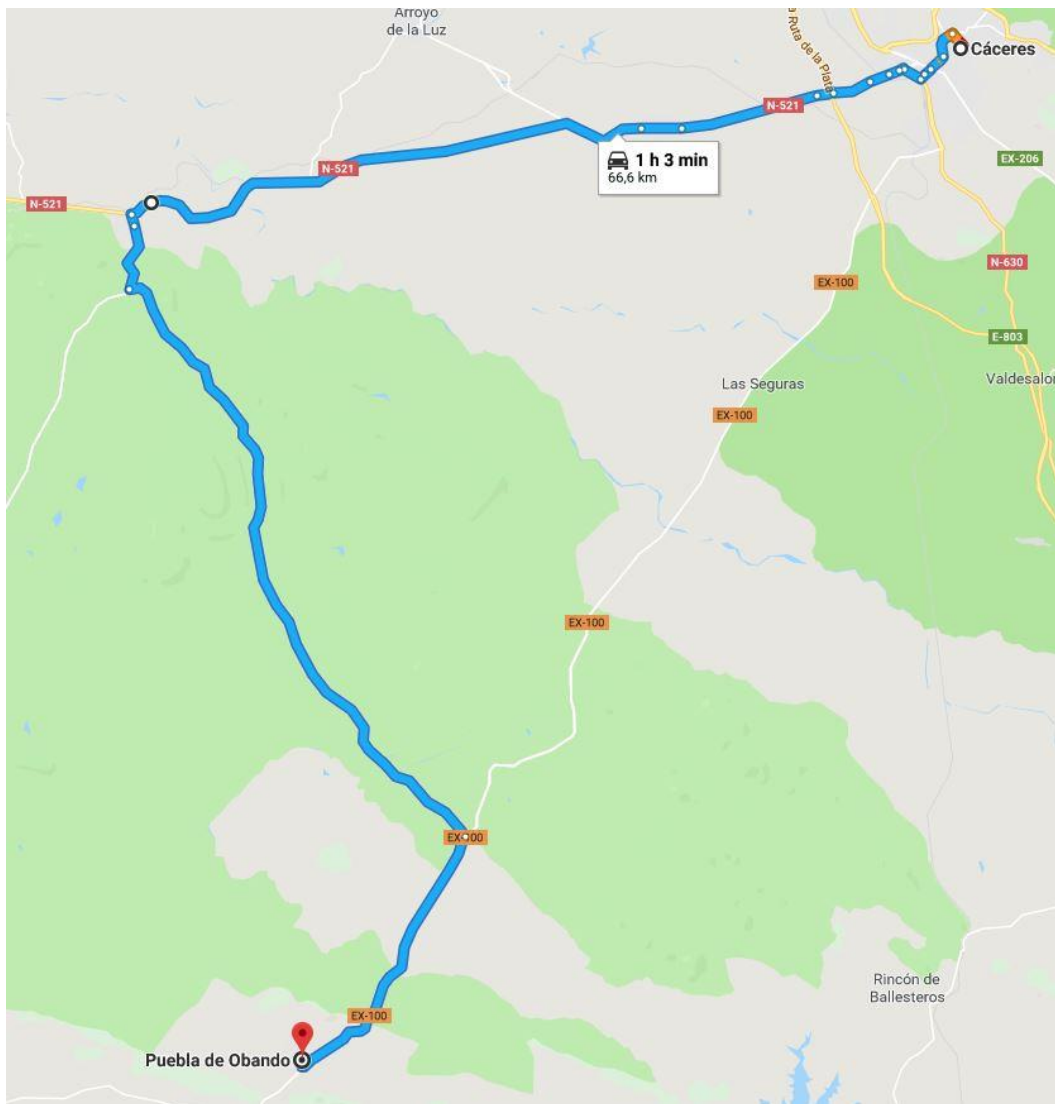 Arroyo
de la Luz
a Ruta de la Plata
Cáceres
N-521
1 h 3 min
66,6 km
EX-206
N-521
N-521
N-630
EX-100
E-803
Las Seguras
Valdesalor
EX-100
EX-100
EX-100
Rincón de
Ballesteros
EX-100
Puebla de Obando